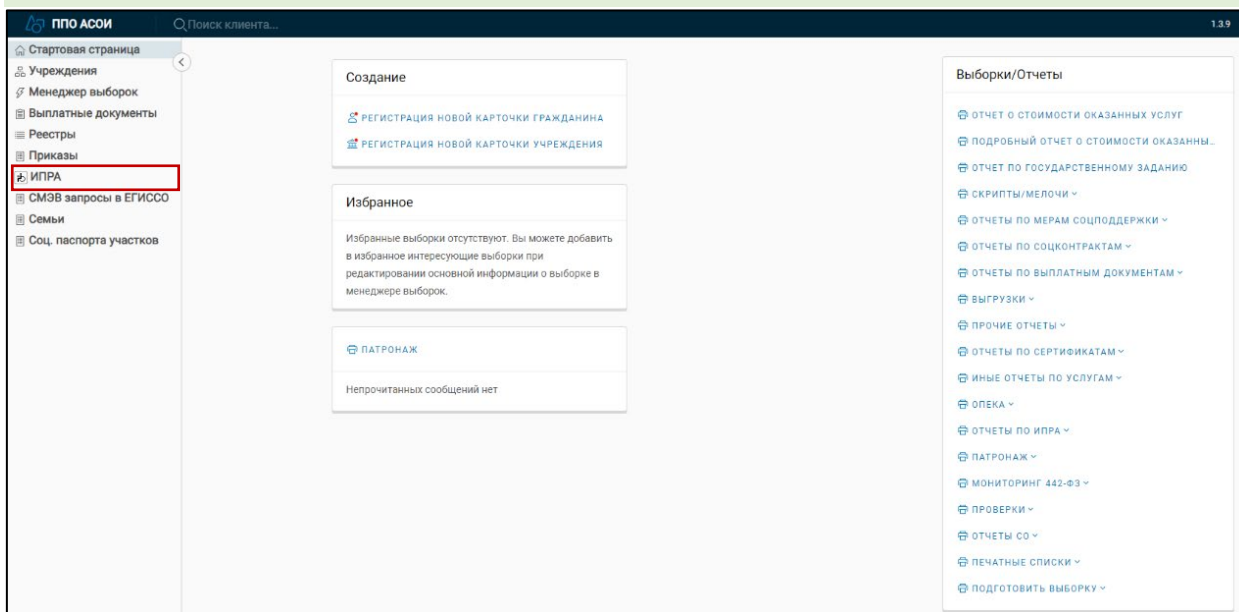 ППО АСОИ
Поиск клиента...
1.3.9
Стартовая страница
Учреждения
Менеджер выборок
Выплатные документы
Реестры
Приказы
ИПРА
СМЭВ запросы в ЕГИССО
Семьи
Соц. паспорта участков
Создание
РЕГИСТРАЦИЯ НОВОЙ КАРТОЧКИ ГРАЖДАНИНА
РЕГИСТРАЦИЯ НОВОЙ КАРТОЧКИ УЧРЕЖДЕНИЯ
Избранное
Избранные выборки отсутствуют. Вы можете добавить
в избранное интересующие выборки при
редактировании основной информации о выборке в
менеджере выборок.
ПАТРОНАЖ
Непрочитанных сообщений нет
Выборки/Отчеты
ОТЧЕТ О СТОИМОСТИ ОКАЗАННЫХ УСЛУГ
ПОДРОБНЫЙ ОТЧЕТ О СТОИМОСТИ ОКАЗАННЫ...
ОТЧЕТ ПО ГОСУДАРСТВЕННОМУ ЗАДАНИЮ
СКРИПТЫ/МЕЛОЧИ
ОТЧЕТЫ ПО МЕРАМ СОЦПОДДЕРЖКИ
ОТЧЕТЫ ПО СОЦКОНТРАКТАМ
ОТЧЕТЫ ПО ВЫПЛАТНЫМ ДОКУМЕНТАМ
ВЫГРУЗКИ
ПРОЧИЕ ОТЧЕТЫ
ОТЧЕТЫ ПО СЕРТИФИКАТАМ
ИНЫЕ ОТЧЕТЫ ПО УСЛУГАМ
ОПЕКА
ОТЧЕТЫ ПО ИПРА
ПАТРОНАЖ
МОНИТОРИНГ 442-ФЗ
ПРОВЕРКИ
ОТЧЕТЫ СО
ПЕЧАТНЫЕ СПИСКИ
ПОДГОТОВИТЬ ВЫБОРКУ